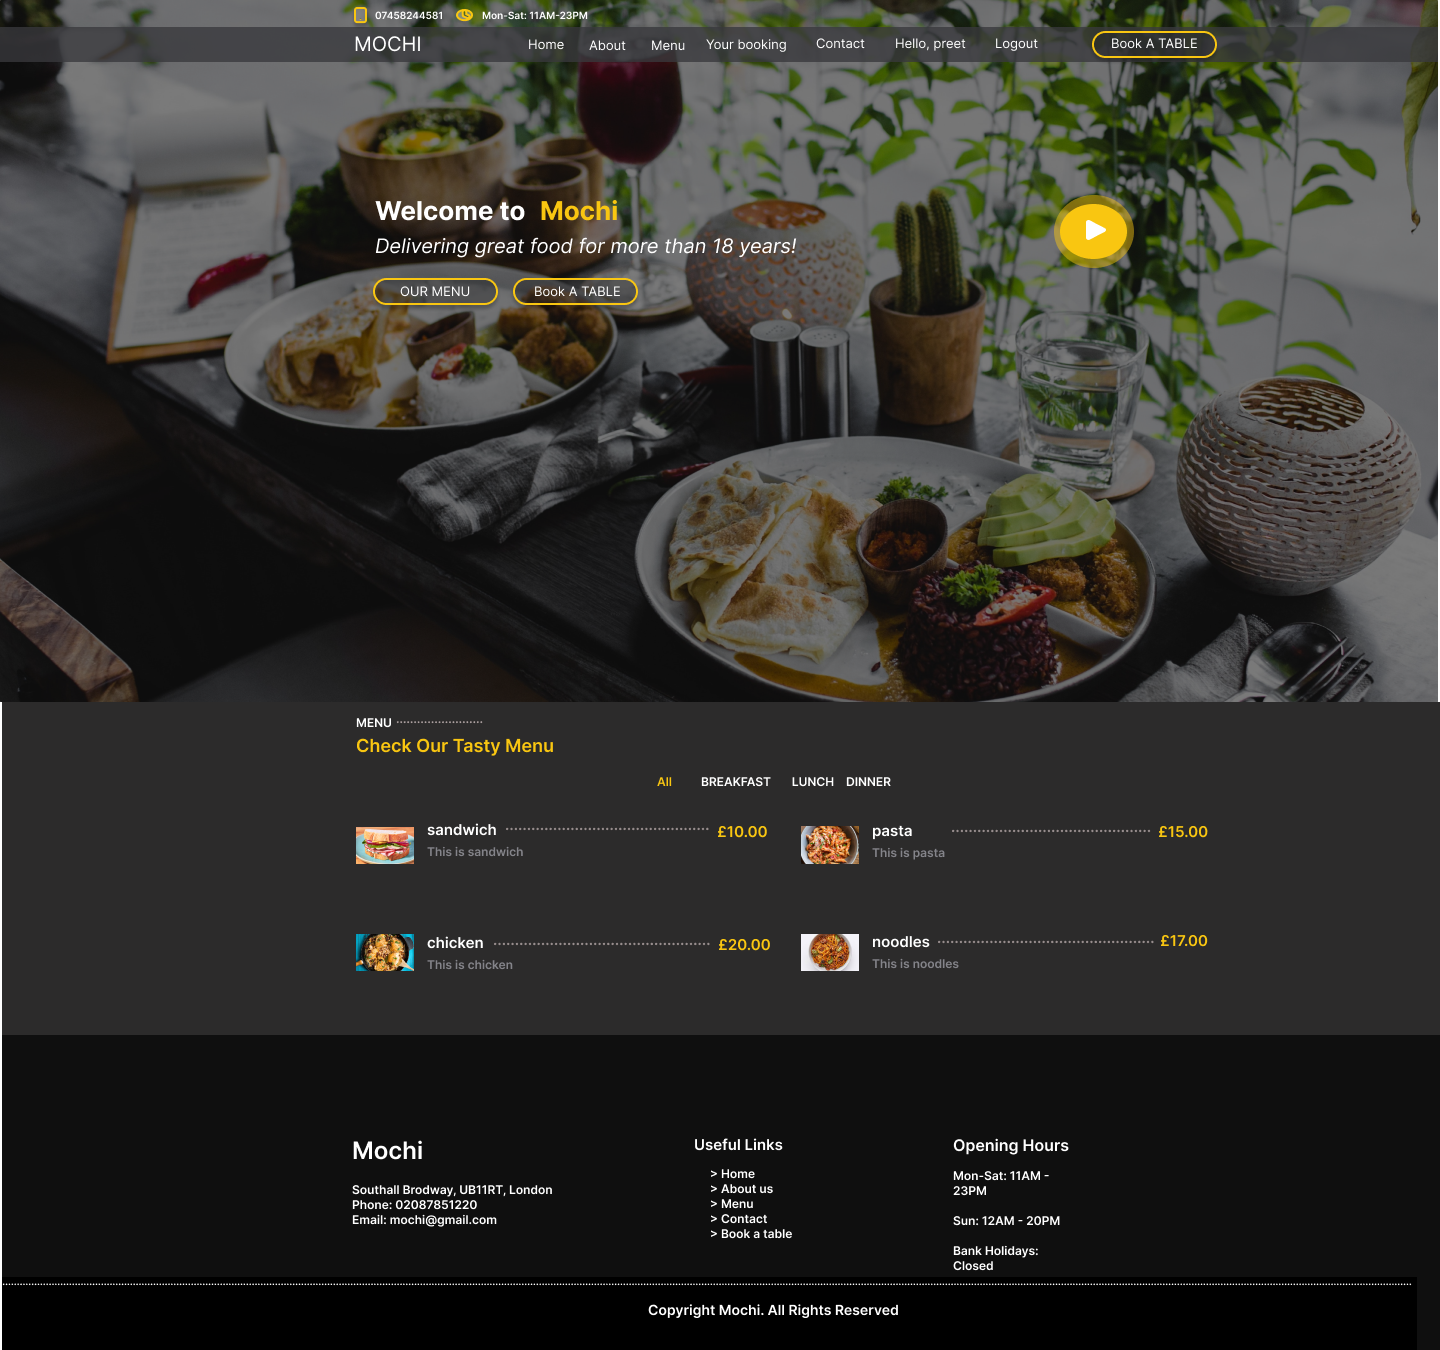 07458244581 Mon-Sat: 11AM-23PM
MOCHI Home About Menu Your booking Contact Hello, preet Logout Book A TABLE
Welcome to Mochi
Delivering great food for more than 18 years!
OUR MENU Book A TABLE
MENU
Check Our Tasty Menu
All BREAKFAST LUNCH DINNER
sandwich £10.00
This is sandwich
pasta £15.00
This is pasta
chicken £20.00
This is chicken
noodles £17.00
This is noodles
Mochi
Southall Brodway, UB11RT, London
Phone: 02087851220
Email: mochi@gmail.com
Useful Links
> Home
> About us
> Menu
> Contact
> Book a table
Opening Hours
Mon-Sat: 11AM -
23PM
Sun: 12AM - 20PM
Bank Holidays:
Closed
Copyright Mochi. All Rights Reserved